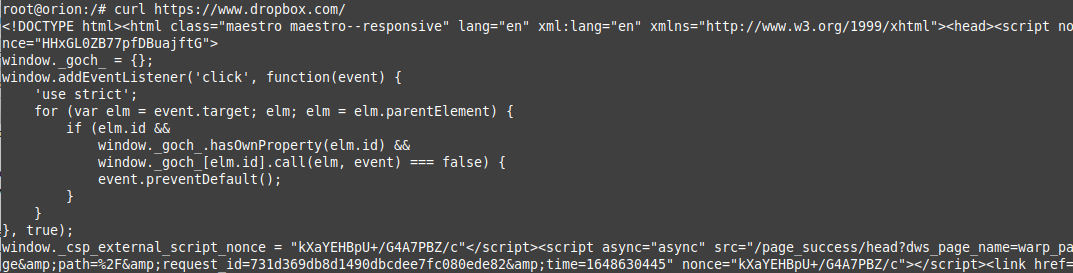 root@orion:/# curl https://www.dropbox.com/
<!DOCTYPE html><html class="maestro maestro--responsive" lang="en" xml:lang="en" xmlns="http://www.w3.org/1999/xhtml"><head><script no
nce="HHxGL0ZB77pfDBuajftG">
window._goch_ = {};
window.addEventListener('click', function(event) {
    'use strict';
    for (var elm = event.target; elm; elm = elm.parentElement) {
        if (elm.id &&
            window._goch_.hasOwnProperty(elm.id) &&
            window._goch_[elm.id].call(elm, event) === false) {
            event.preventDefault();
        }
    }
}, true);
window._csp_external_script_nonce = "kXaYEHBpU+/G4A7PBZ/c"</script><script async="async" src="/page_success/head?dws_page_name=warp_pa
ge&amp;path=%2F&amp;request_id=731d369db8d1490dbcdee7fc080ede82&amp;time=1648630445" nonce="kXaYEHBpU+/G4A7PBZ/c"></script><link href=